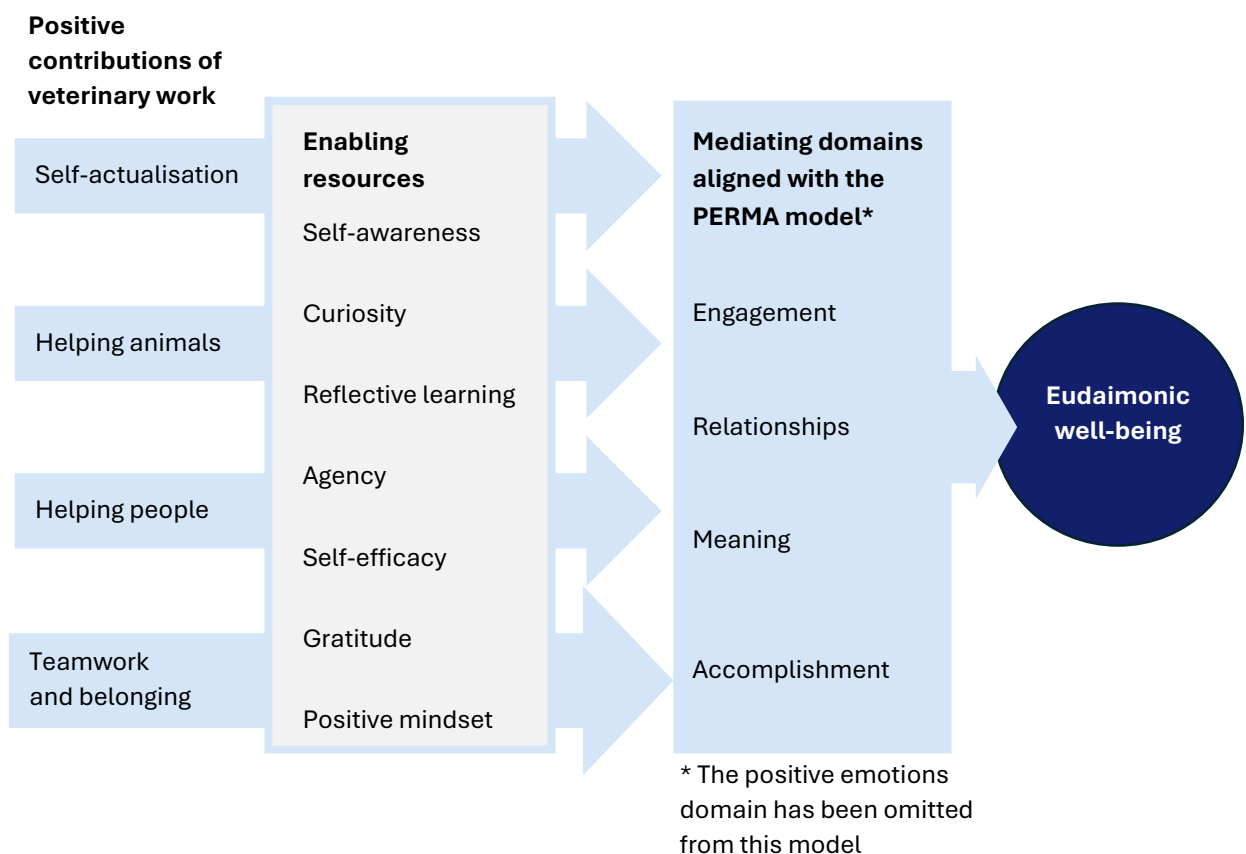 Positive
contributions of
veterinary work
Self-actualisation
Helping animals
Helping people
Teamwork
and belonging
Enabling
resources
Self-awareness
Curiosity
Reflective learning
Agency
Self-efficacy
Gratitude
Positive mindset
Mediating domains
aligned with the
PERMA model*
Engagement
Relationships
Meaning
Accomplishment
* The positive emotions
domain has been omitted
from this model
Eudaimonic
well-being